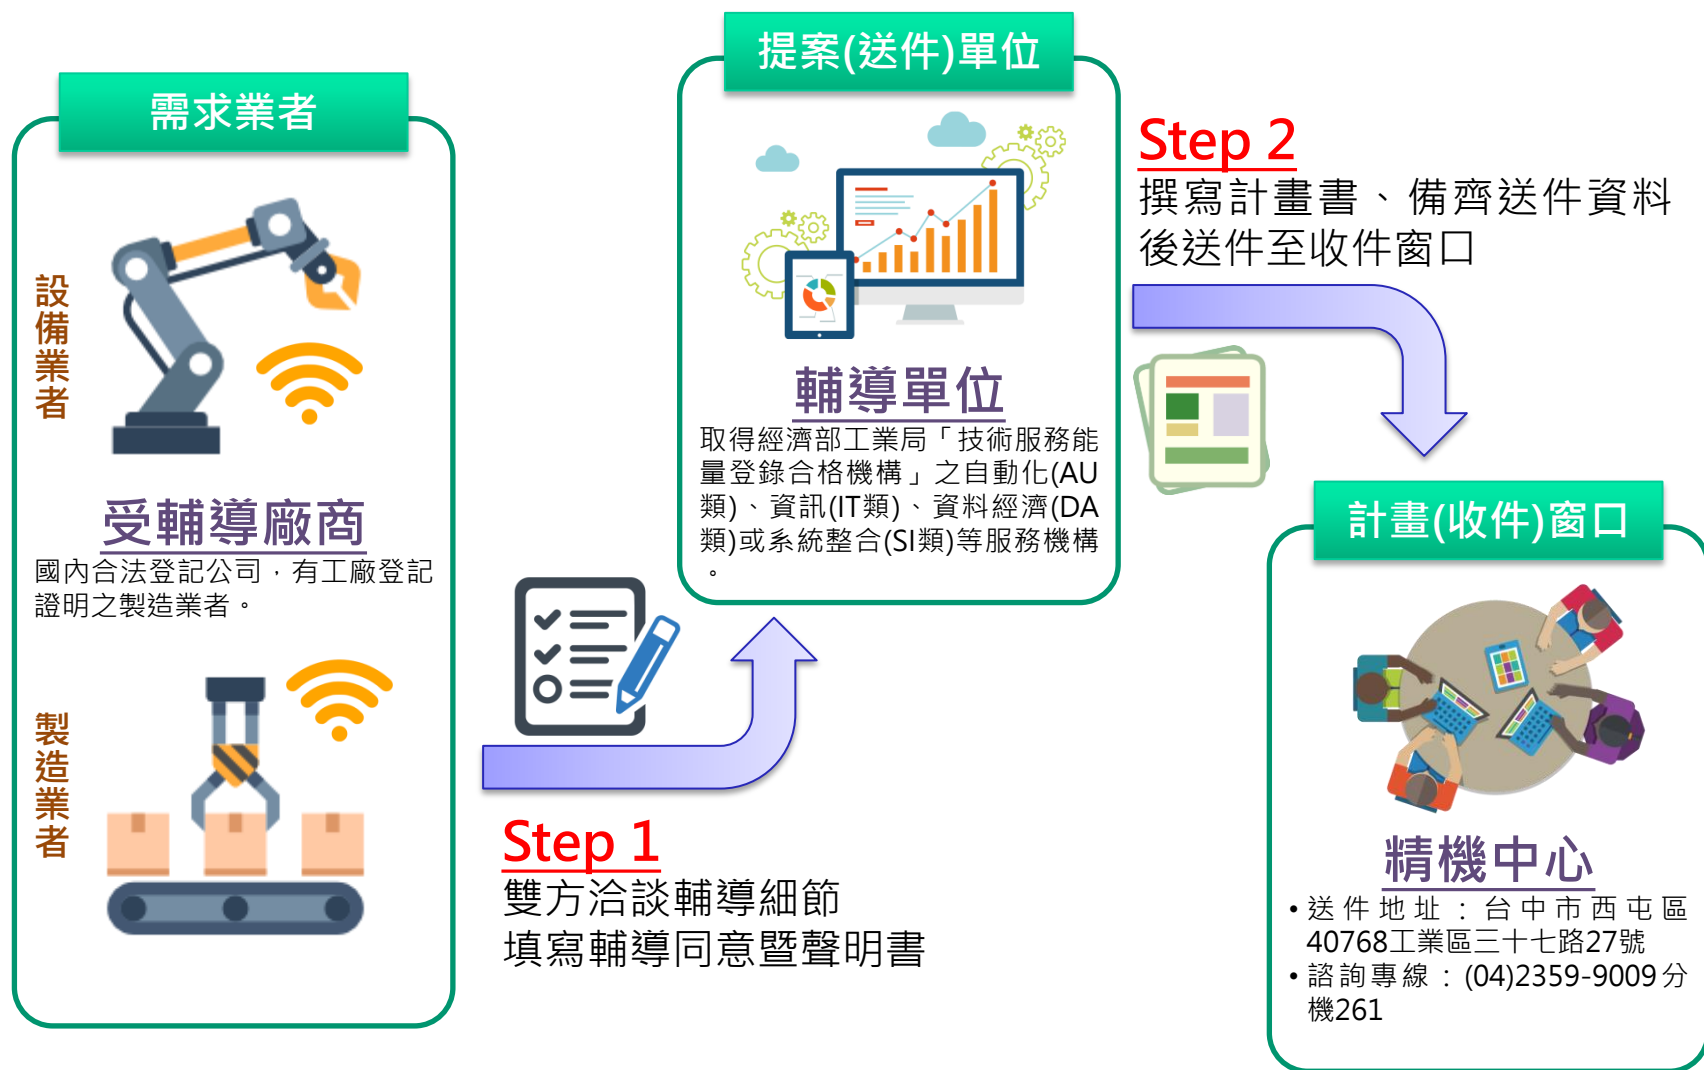 需求業者
設備業者
受輔導廠商
國內合法登記公司，有工廠登記
證明之製造業者。
製造業者
Step 1
雙方洽談輔導細節
填寫輔導同意暨聲明書
提案(送件)單位
輔導單位
取得經濟部工業局「技術服務能
量登錄合格機構」之自動化(AU
類)、資訊(IT類)、資料經濟(DA
類)或系統整合(SI類)等服務機構
。
Step 2
撰寫計畫書、備齊送件資料
後送件至收件窗口
計畫(收件)窗口
精機中心
•送件地址：台中市西屯區
40768工業區三十七路27號
•諮詢專線：(04)2359-9009分
機261